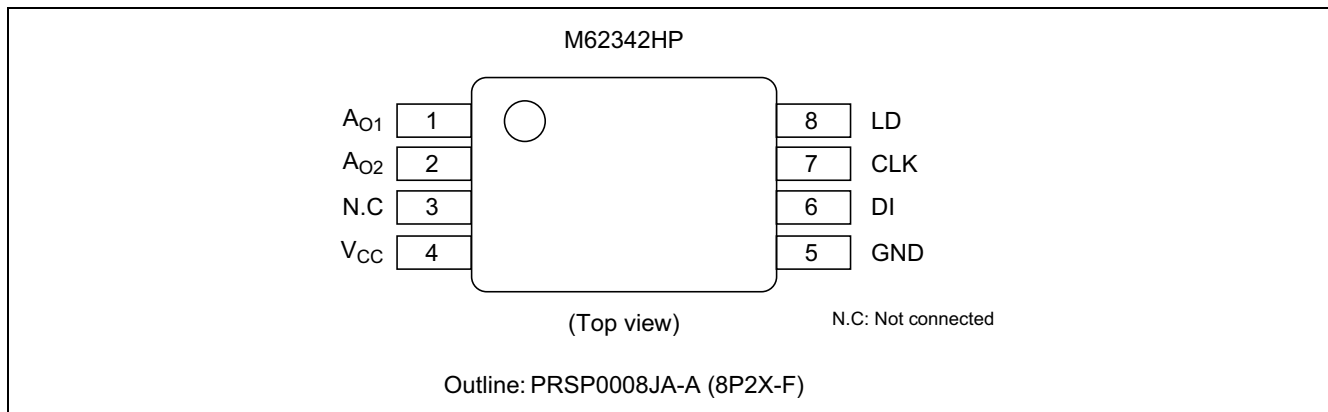 M62342HP
AO1 1 8 LD
AO2 2 7 CLK
N.C 3 6 DI
VCC 4 5 GND
(Top view) N.C: Not connected
Outline: PRSP0008JA-A (8P2X-F)